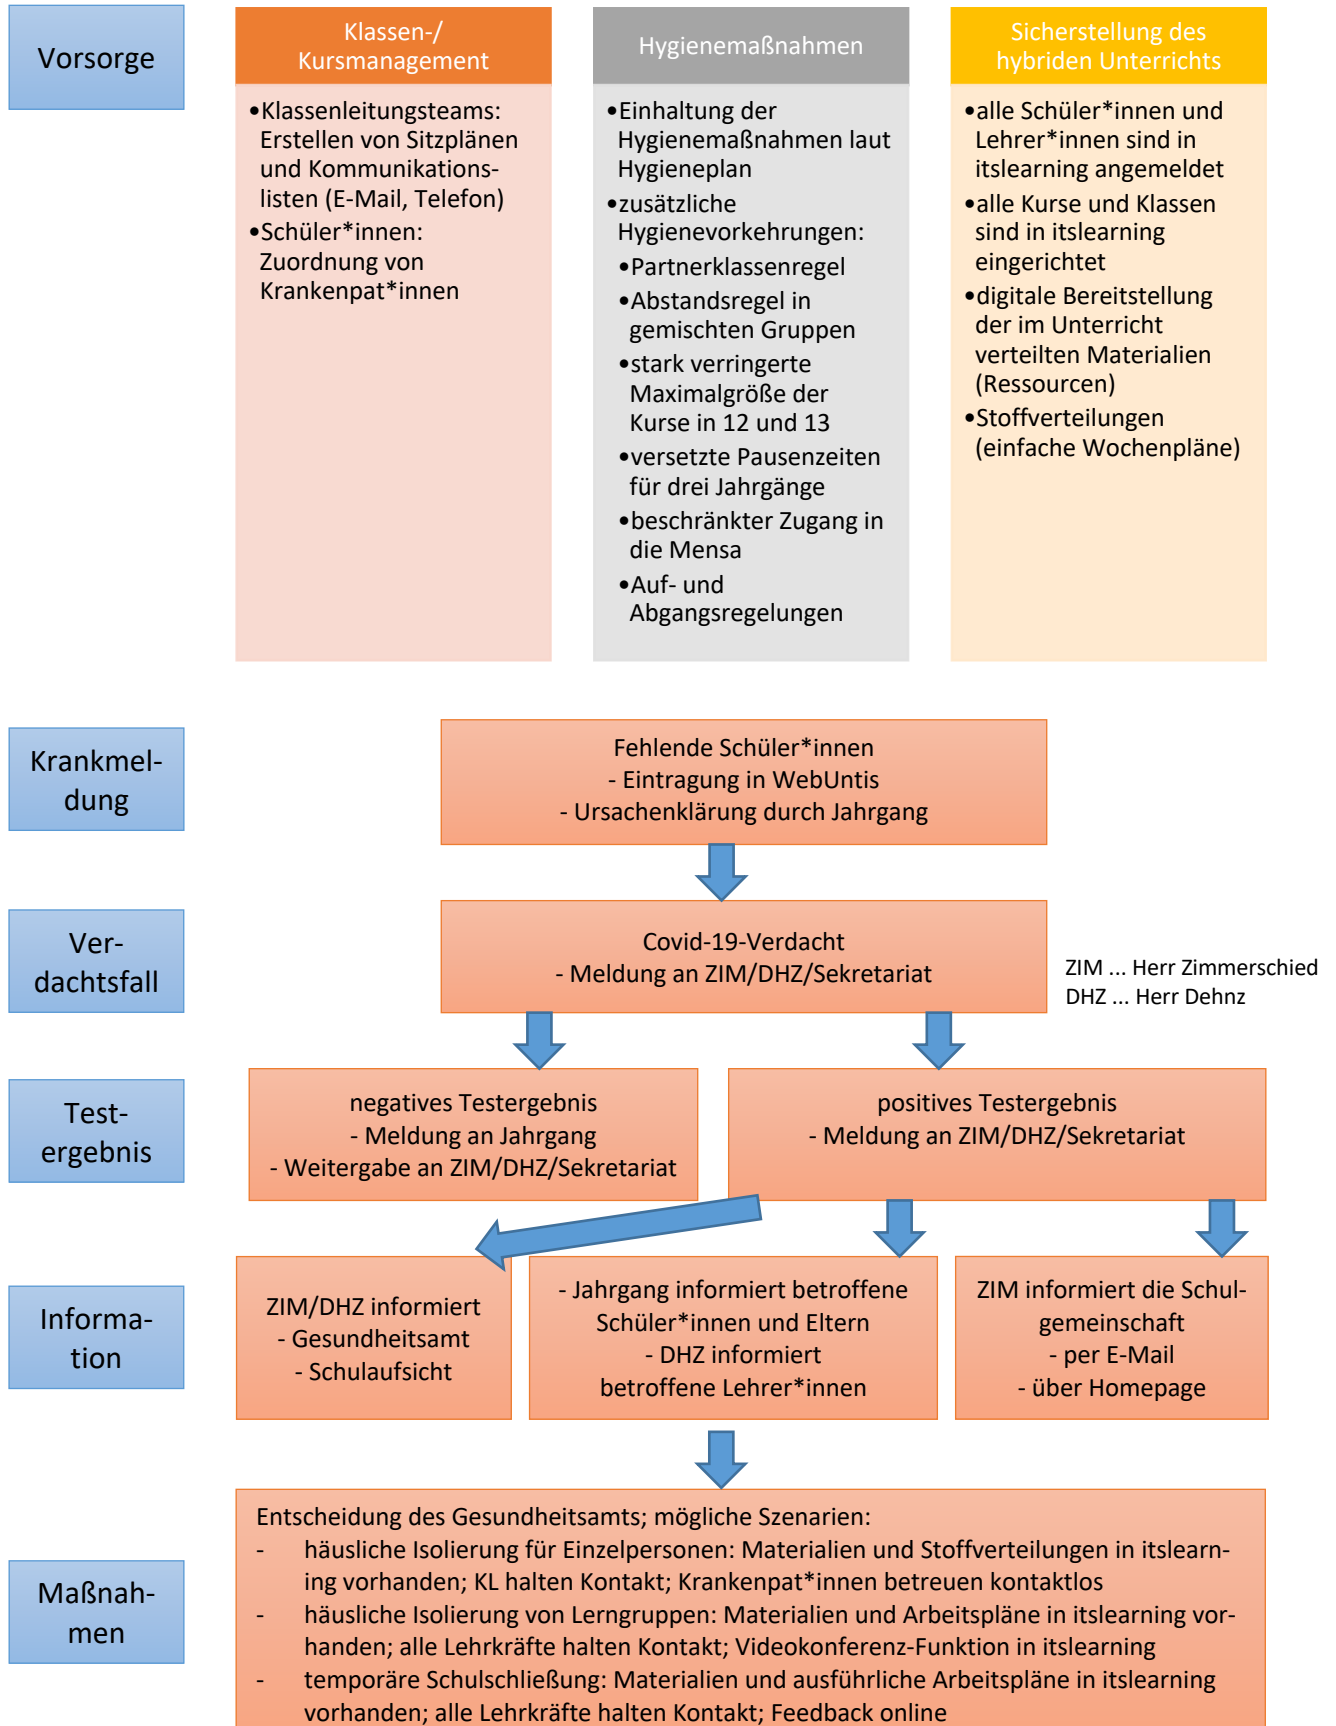 Vorsorge
Klassen-/
Kursmanagement
•Klassenleitungsteams:
Erstellen von Sitzplänen
und Kommunikations-
listen (E-Mail, Telefon)
•Schüler*innen:
Zuordnung von
Krankenpat*innen
Hygienemaßnahmen
•Einhaltung der
Hygienemaßnahmen laut
Hygieneplan
•zusätzliche
Hygienevorkehrungen:
•Partnerklassenregel
•Abstandsregel in
gemischten Gruppen
•stark verringerte
Maximalgröße der
Kurse in 12 und 13
•versetzte Pausenzeiten
für drei Jahrgänge
•beschränkter Zugang in
die Mensa
•Auf- und
Abgangsregelungen
Sicherstellung des
hybriden Unterrichts
•alle Schüler*innen und
Lehrer*innen sind in
itslearning angemeldet
•alle Kurse und Klassen
sind in itslearning
eingerichtet
•digitale Bereitstellung
der im Unterricht
verteilten Materialien
(Ressourcen)
•Stoffverteilungen
(einfache Wochenpläne)
Krankmel-
dung
Fehlende Schüler*innen
- Eintragung in WebUntis
- Ursachenklärung durch Jahrgang
Ver-
dachtsfall
Covid-19-Verdacht
- Meldung an ZIM/DHZ/Sekretariat
ZIM ... Herr Zimmerschied
DHZ ... Herr Dehnz
Test-
ergebnis
negatives Testergebnis
- Meldung an Jahrgang
- Weitergabe an ZIM/DHZ/Sekretariat
positives Testergebnis
- Meldung an ZIM/DHZ/Sekretariat
Informa-
tion
ZIM/DHZ informiert
- Gesundheitsamt
- Schulaufsicht
- Jahrgang informiert betroffene
Schüler*innen und Eltern
- DHZ informiert
betroffene Lehrer*innen
ZIM informiert die Schul-
gemeinschaft
- per E-Mail
- über Homepage
Maßnah-
men
Entscheidung des Gesundheitsamts; mögliche Szenarien:
- häusliche Isolierung für Einzelpersonen: Materialien und Stoffverteilungen in itslearn-
ing vorhanden; KL halten Kontakt; Krankenpat*innen betreuen kontaktlos
- häusliche Isolierung von Lerngruppen: Materialien und Arbeitspläne in itslearning vor-
handen; alle Lehrkräfte halten Kontakt; Videokonferenz-Funktion in itslearning
- temporäre Schulschließung: Materialien und ausführliche Arbeitspläne in itslearning
vorhanden; alle Lehrkräfte halten Kontakt; Feedback online